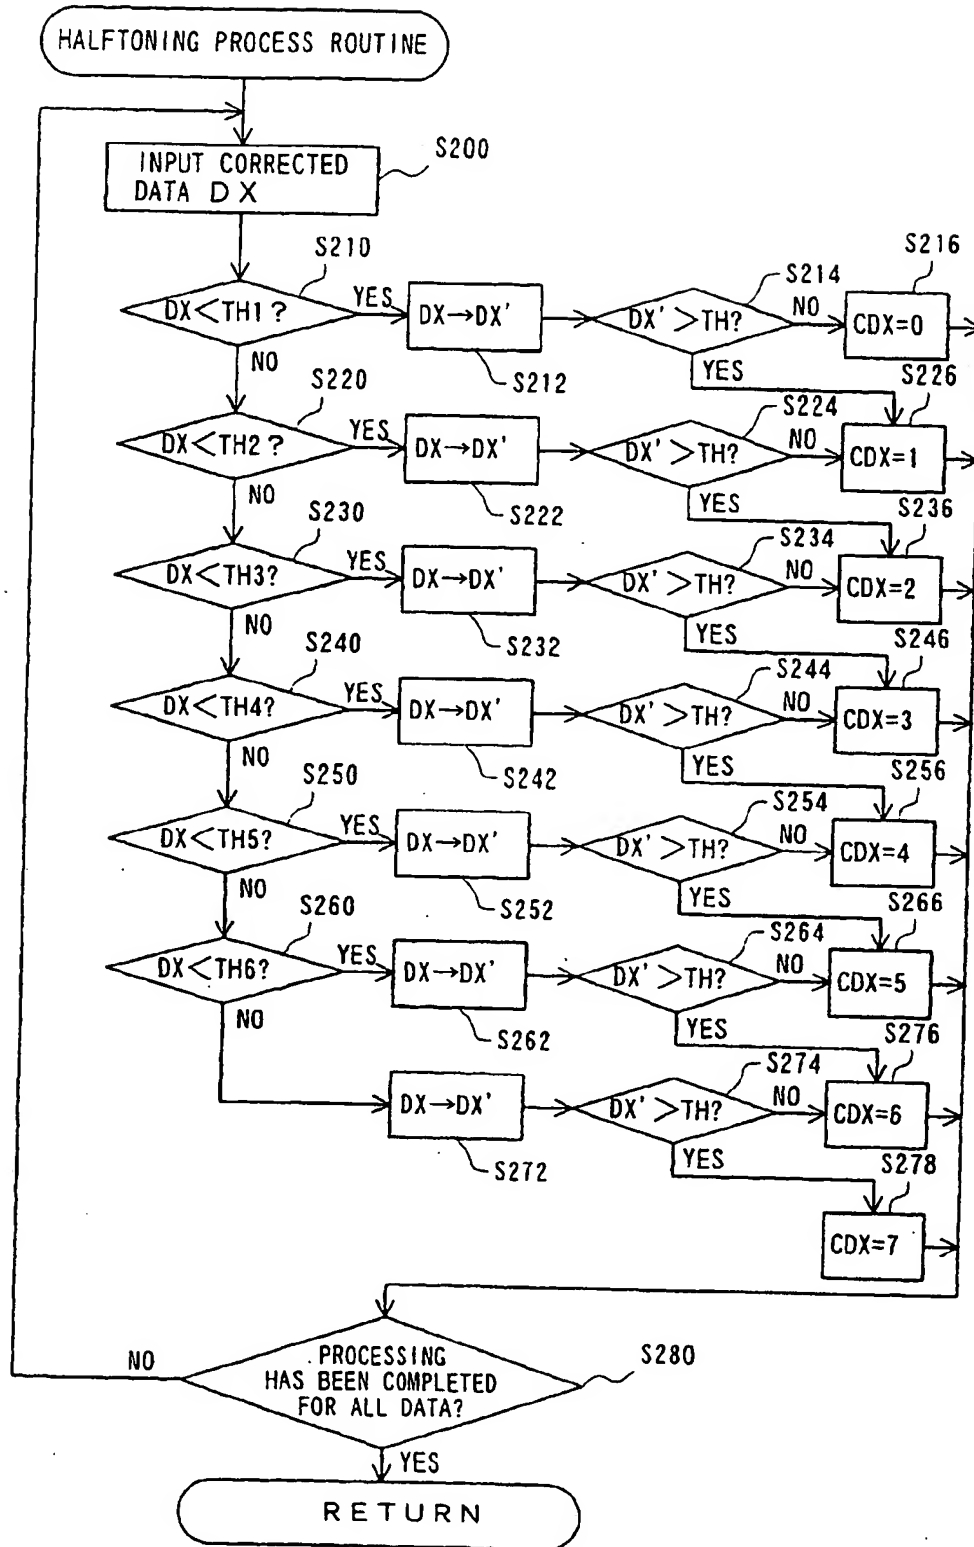 HALFTONING PROCESS ROUTINE
INPUT CORRECTED
DATA DX
S200
S210
DX<TH1?
YES
DX→DX'
S212
S214
DX'>TH?
NO
S216
CDX=0
NO
YES
S226
S220
DX<TH2?
YES
DX→DX'
S222
S224
DX'>TH?
NO
CDX=1
NO
YES
S236
S230
DX<TH3?
YES
DX→DX'
S232
S234
DX'>TH?
NO
CDX=2
NO
YES
S246
S240
DX<TH4?
YES
DX→DX'
S242
S244
DX'>TH?
NO
CDX=3
NO
YES
S256
S250
DX<TH5?
YES
DX→DX'
S252
S254
DX'>TH?
NO
CDX=4
NO
YES
S266
S260
DX<TH6?
YES
DX→DX'
S262
S264
DX'>TH?
NO
CDX=5
NO
YES
S276
DX→DX'
S272
S274
DX'>TH?
NO
CDX=6
YES
S278
CDX=7
PROCESSING
HAS BEEN COMPLETED
FOR ALL DATA?
S280
NO
YES
RETURN